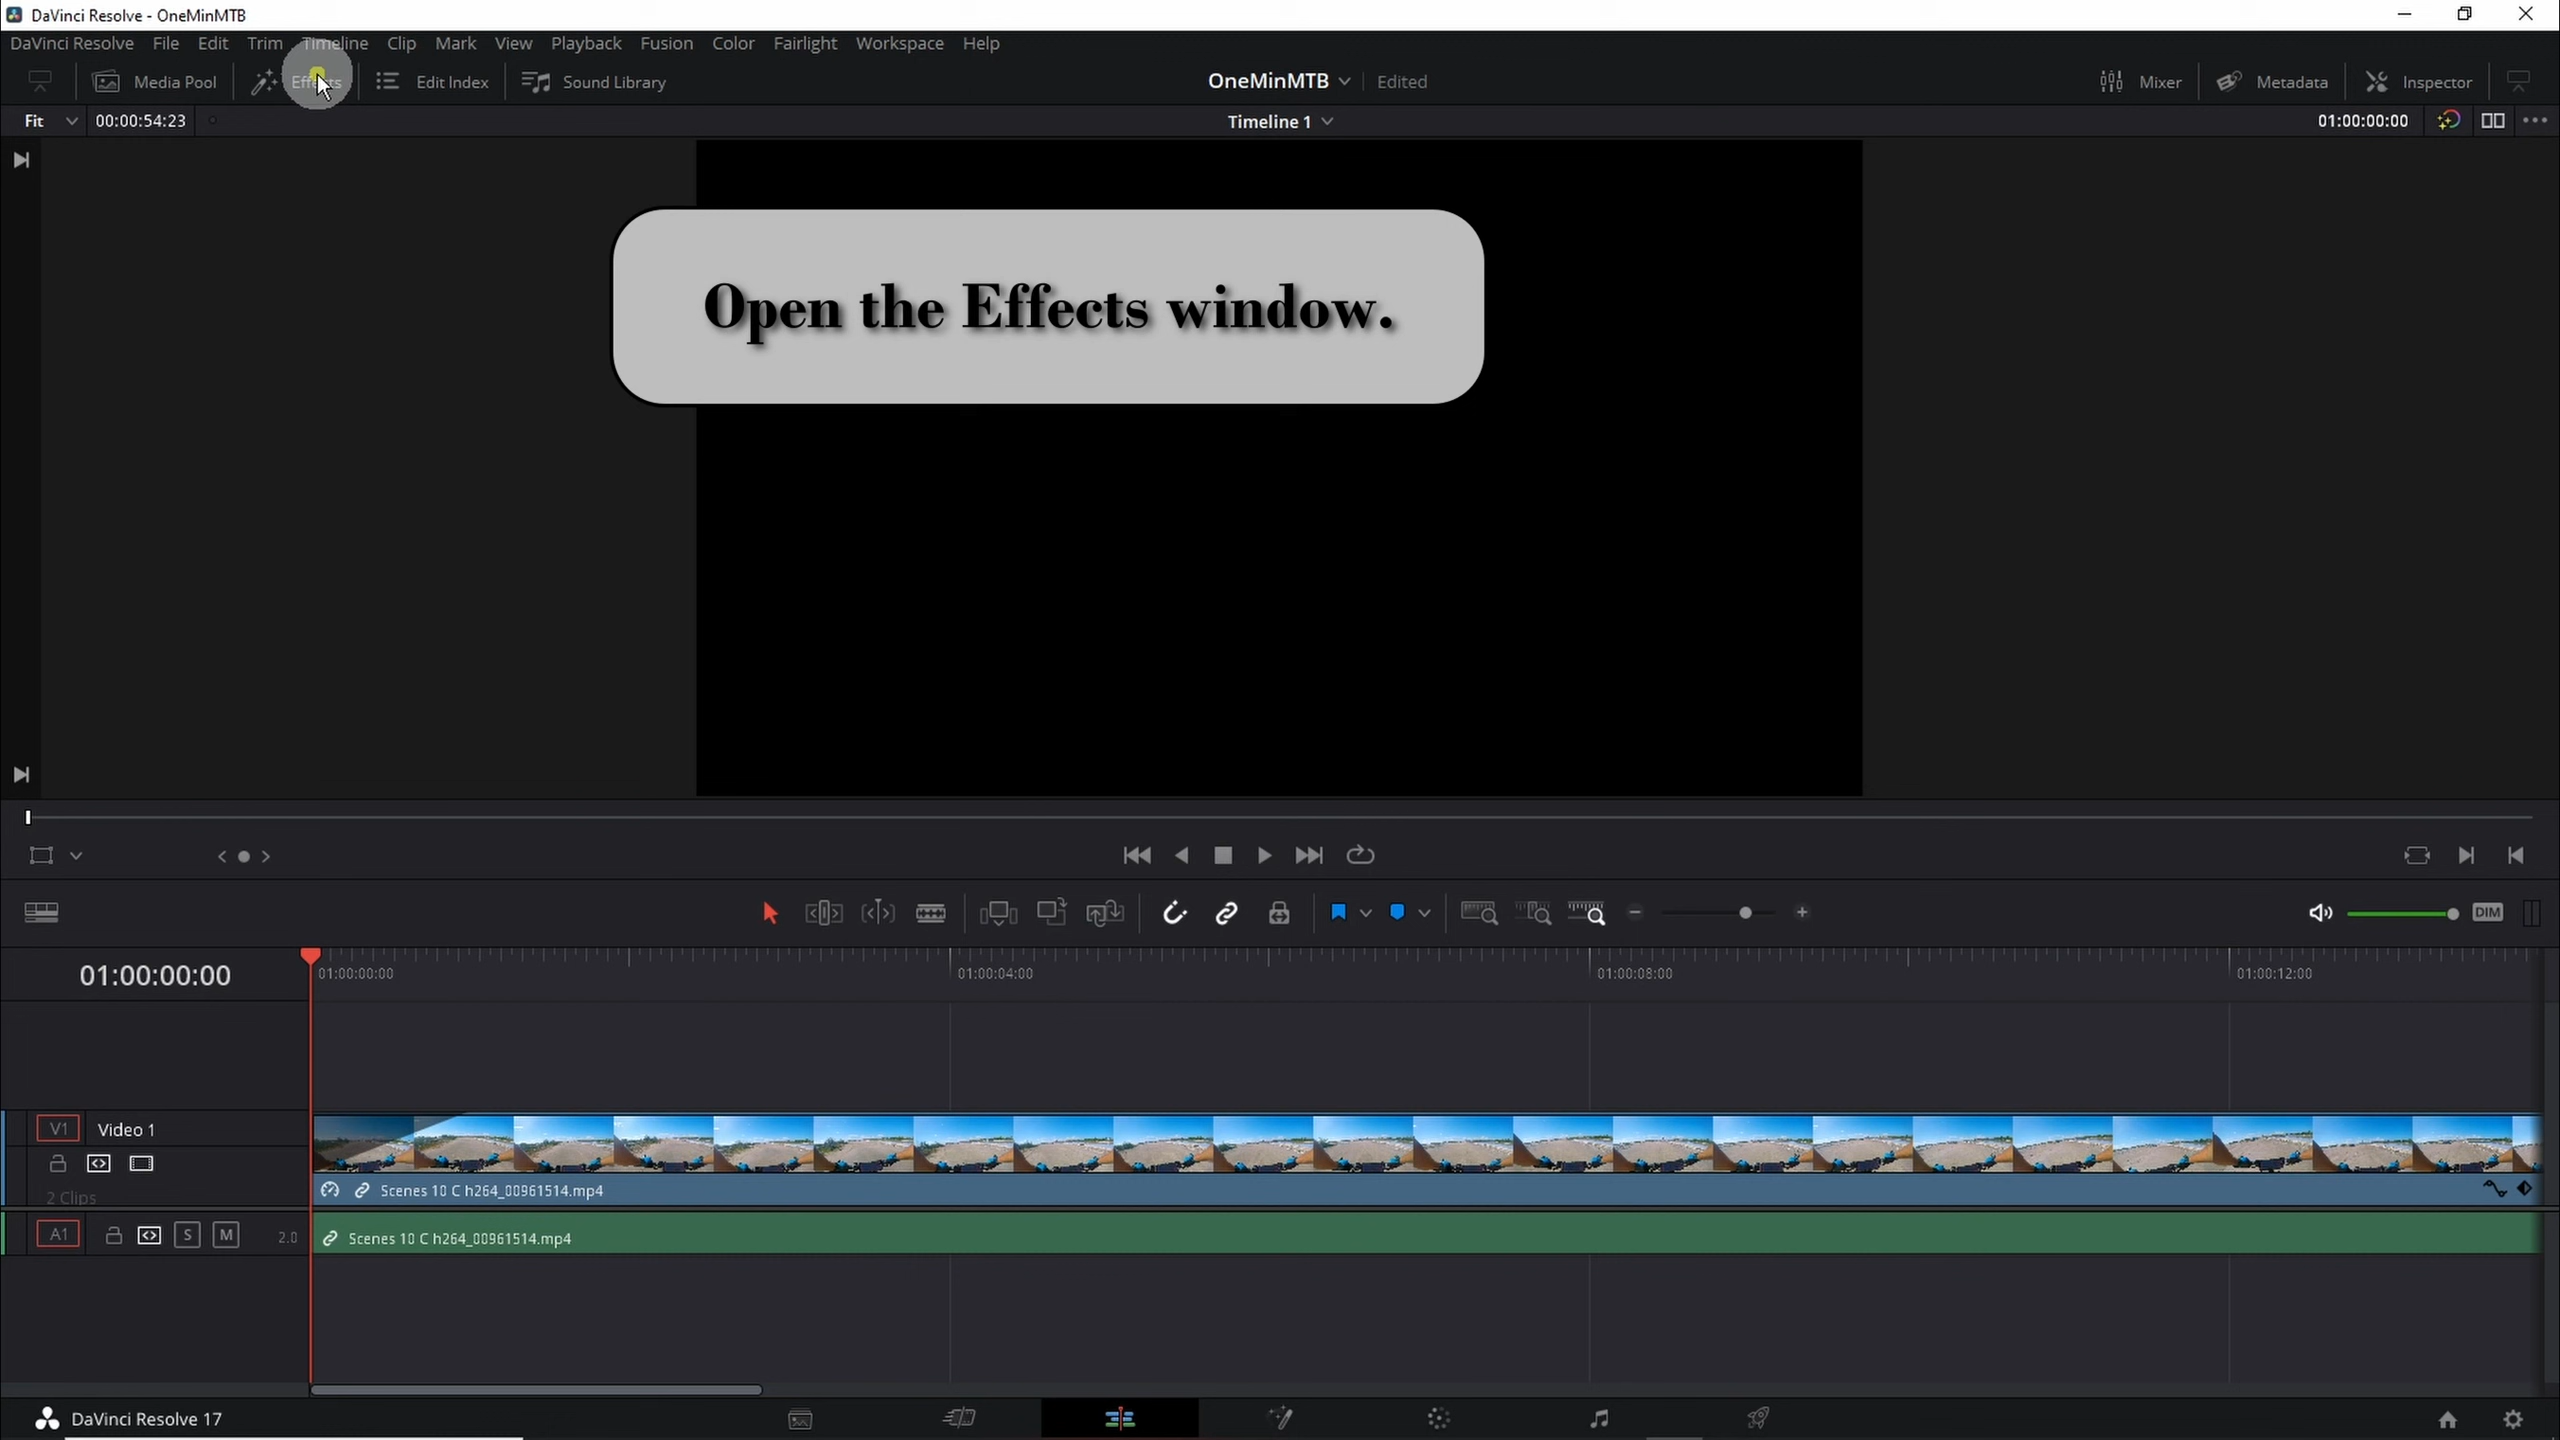 DaVinci Resolve - OneMinMTB
DaVinci Resolve File Edit Trim Timeline Clip Mark View Playback Fusion Color Fairlight Workspace Help
Media Pool Effects Edit Index Sound Library OneMinMTB Edited Mixer Metadata Inspector
Fit 00:00:54:23 Timeline 1 01:00:00:00
Open the Effects window.
DIM
01:00:00:00 01:00:00:00 01:00:04:00 01:00:08:00 01:00:12:00
V1 Video 1
2 Clips
Scenes 10 C h264_00961514.mp4
A1 S M 2.0 Scenes 10 C h264_00961514.mp4
DaVinci Resolve 17